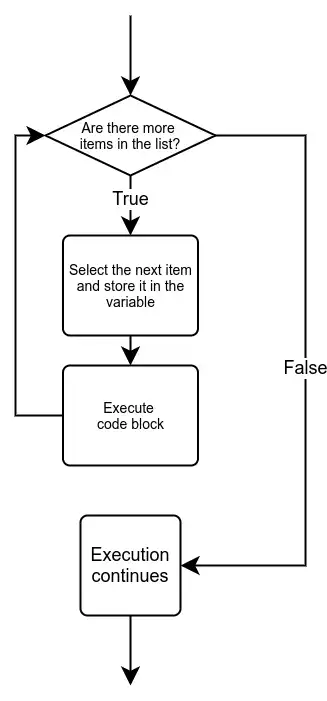 Are there more
items in the list?
True
Select the next item
and store it in the
variable
False
Execute
code block
Execution
continues